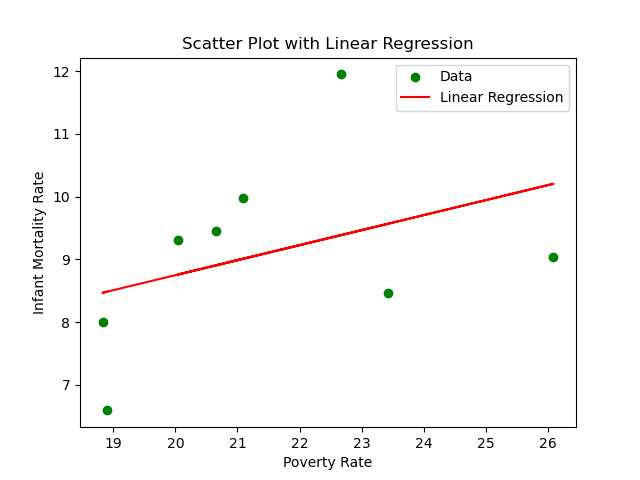 Scatter Plot with Linear Regression
Data
Linear Regression
Infant Mortality Rate
12
11
10
9
8
7
19 20 21 22 23 24 25 26
Poverty Rate